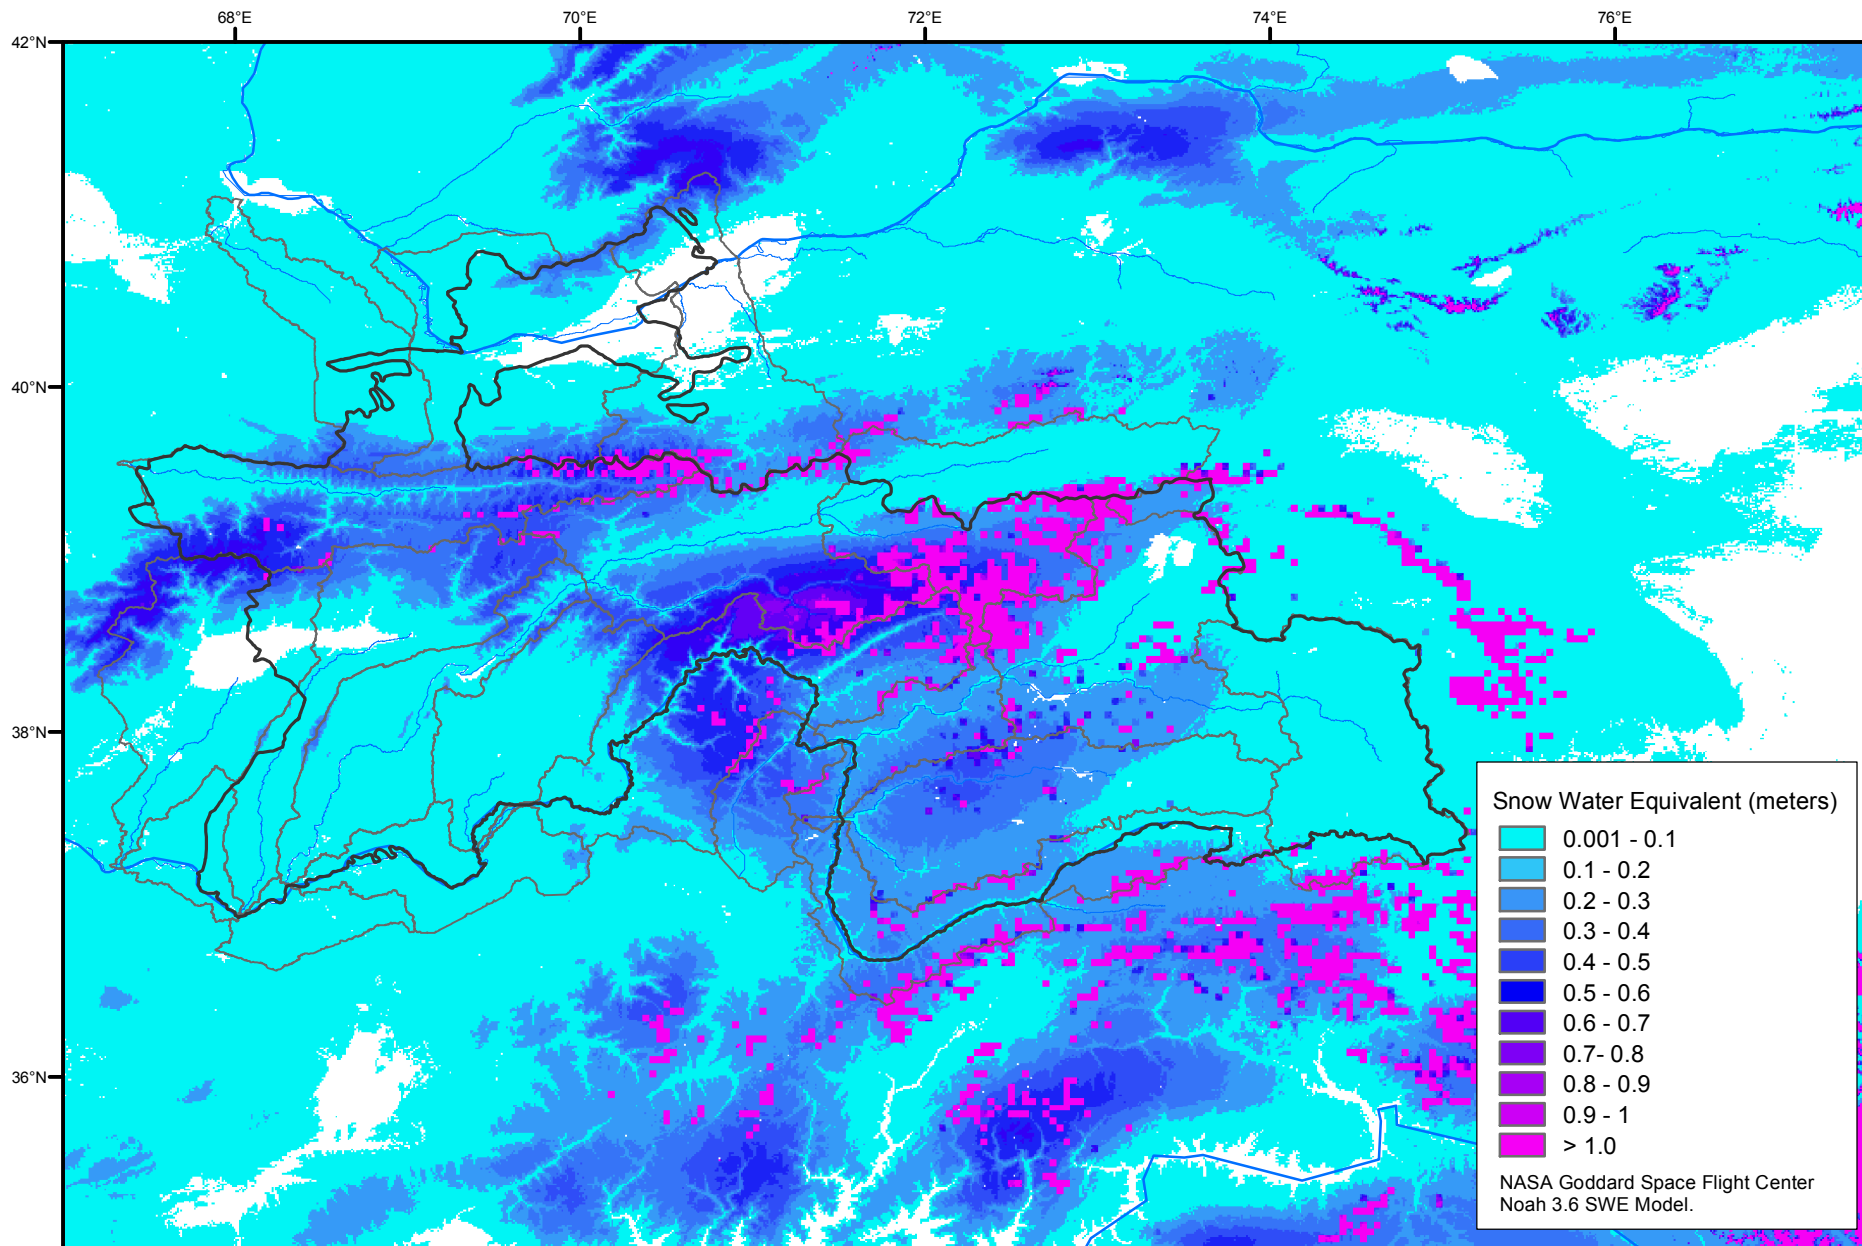 68°E 70°E 72°E 74°E 76°E
42°N
40°N
38°N
36°N
Snow Water Equivalent (meters)
0.001 - 0.1
0.1 - 0.2
0.2 - 0.3
0.3 - 0.4
0.4 - 0.5
0.5 - 0.6
0.6 - 0.7
0.7- 0.8
0.8 - 0.9
0.9 - 1
> 1.0
NASA Goddard Space Flight Center
Noah 3.6 SWE Model.